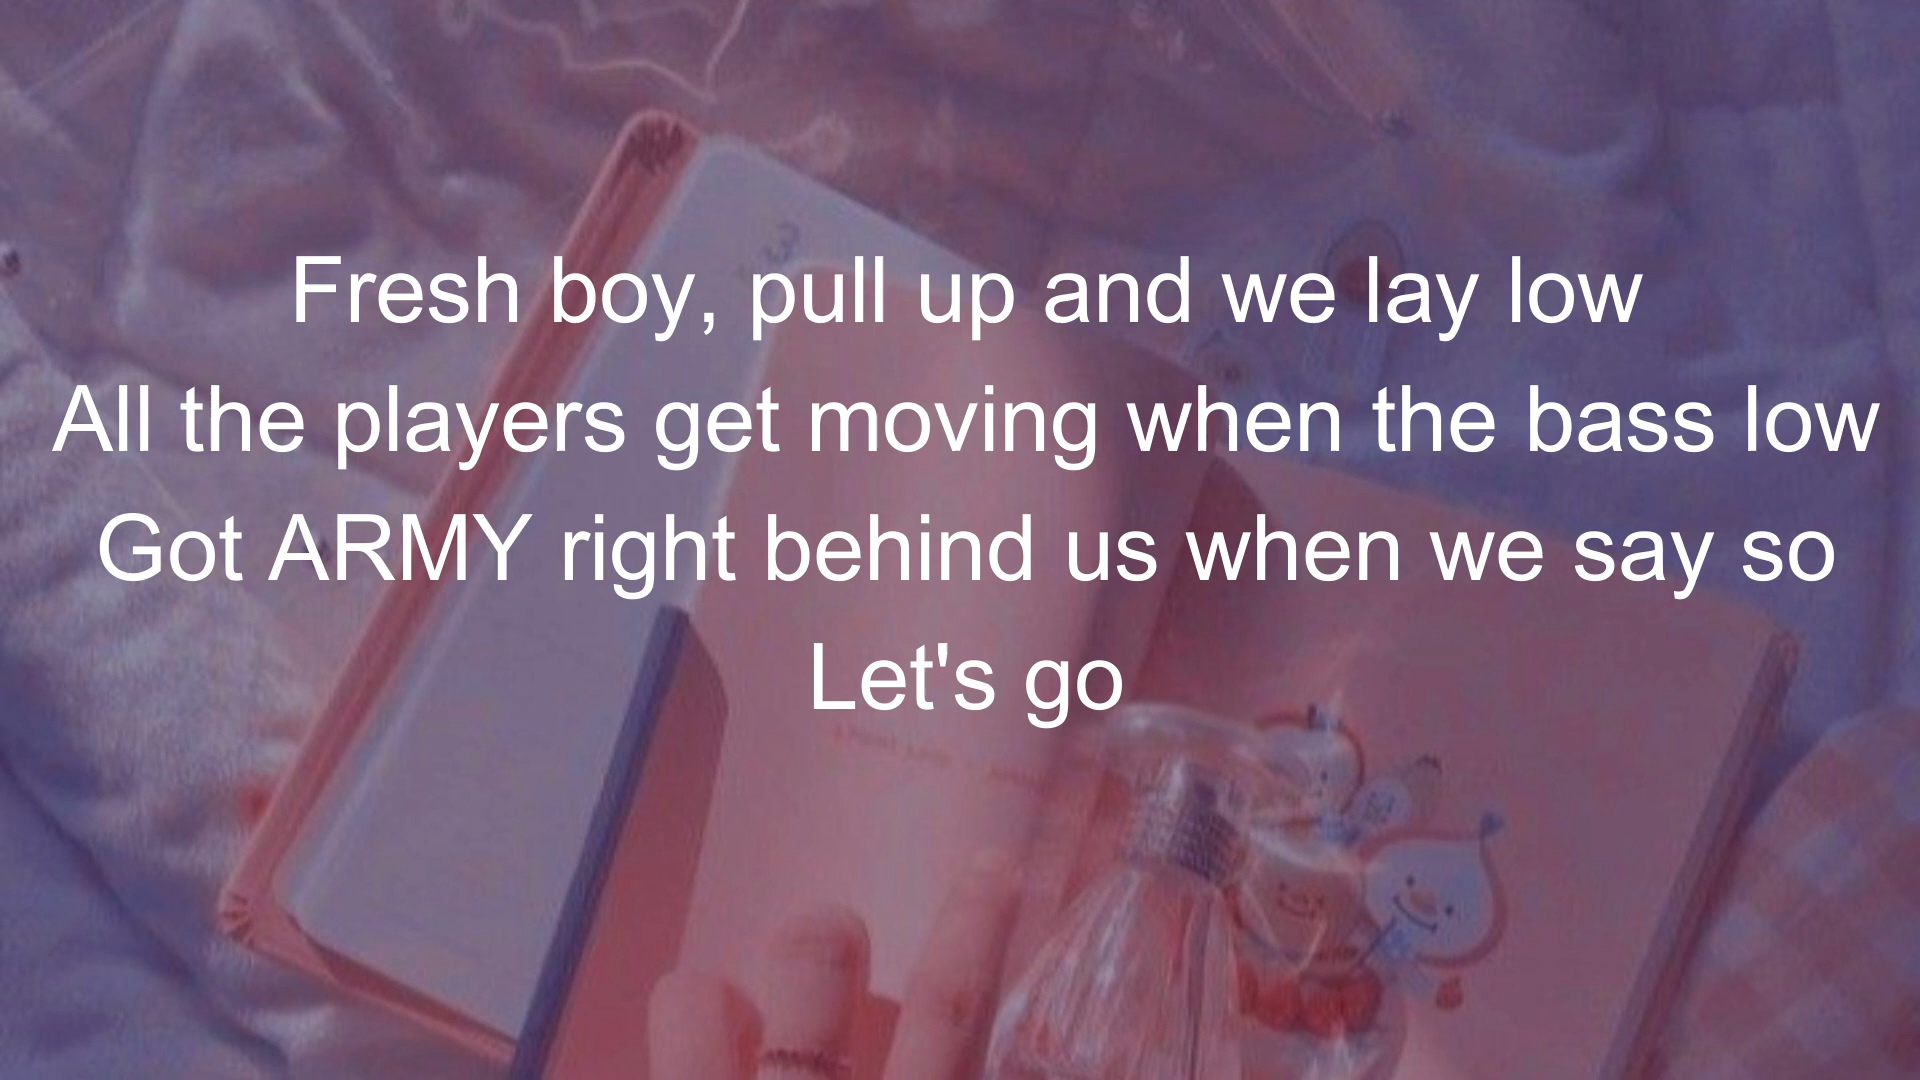 Fresh boy, pull up and we lay low
All the players get moving when the bass low
Got ARMY right behind us when we say so
Let's go